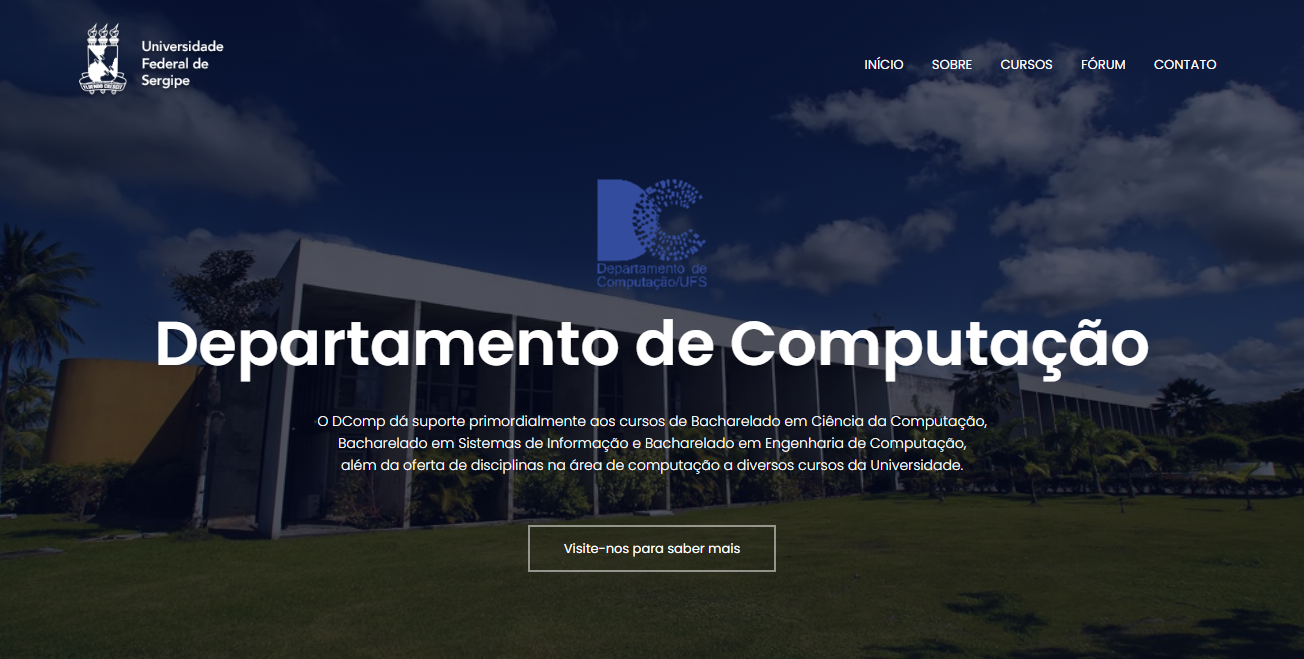 Universidade
Federal de
Sergipe
INÍCIO SOBRE CURSOS FÓRUM CONTATO
DC
Departamento de
Computação/UFS
Departamento de Computação
O DComp dá suporte primordialmente aos cursos de Bacharelado em Ciência da Computação,
Bacharelado em Sistemas de Informação e Bacharelado em Engenharia de Computação,
além da oferta de disciplinas na área de computação a diversos cursos da Universidade.
Visite-nos para saber mais